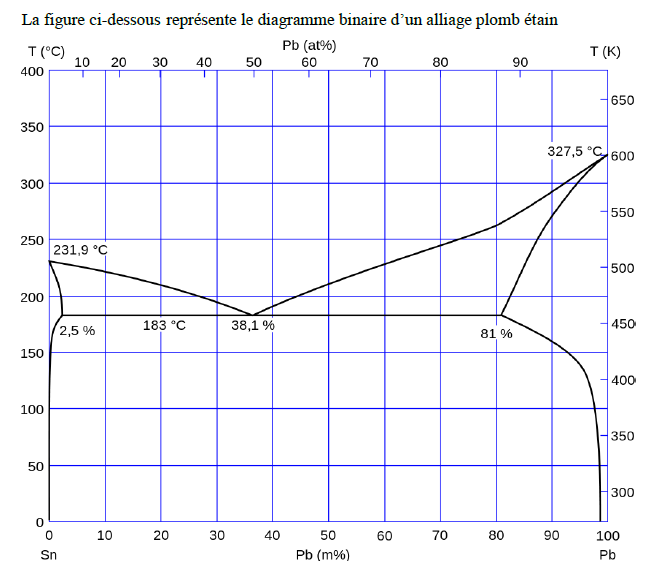 La figure ci-dessous représente le diagramme binaire d’un alliage plomb étain
Pb (at%)
T (°C) T (K)
10 20 30 40 50 60 70 80 90
400
650
350
327,5 °C 600
300
550
250
231,9 °C
500
200
2,5 % 183 °C 38,1 % 81 % 450
150
400
100
350
50
300
0
0 10 20 30 40 50 60 70 80 90 100
Sn Pb (m%) Pb